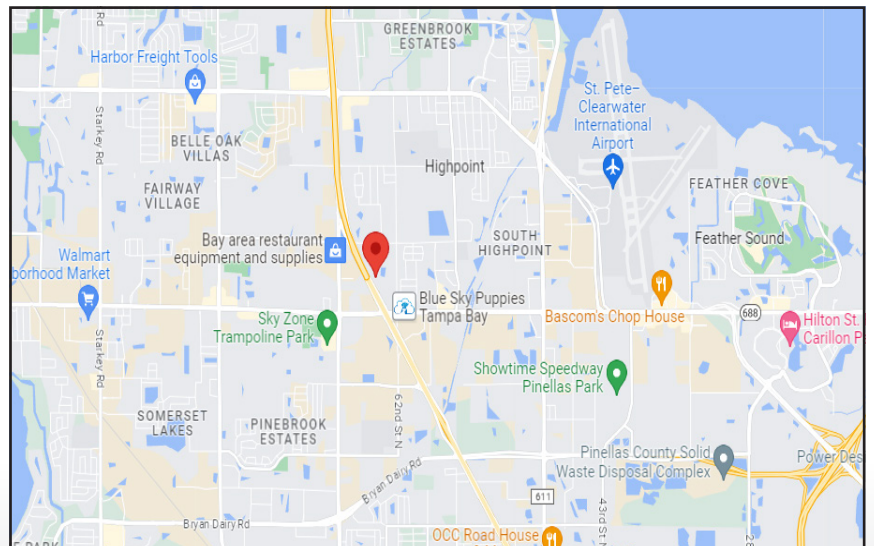 GREENBROOK
ESTATES
Rd
Harbor Freight Tools
St. Pete–
Clearwater
International
Airport
Starkey Rd
BELLE OAK
VILLAS
Highpoint
FAIRWAY
VILLAGE
FEATHER COVE
SOUTH
HIGHPOINT
Feather Sound
Bay area restaurant
equipment and supplies
Walmart
borhood Market
Blue Sky Puppies
Tampa Bay
Bascom's Chop House
688
Sky Zone
Trampoline Park
Hilton St.
Carillon P
Starkey Rd
Showtime Speedway
Pinellas Park
62nd St N
SOMERSET
LAKES
PINEBROOK
ESTATES
Pinellas County Solid
Waste Disposal Complex
Power Des
Bryan Dairy Rd
611
43rd St N
Bryan Dairy Rd
OCC Road House
28
E PARK